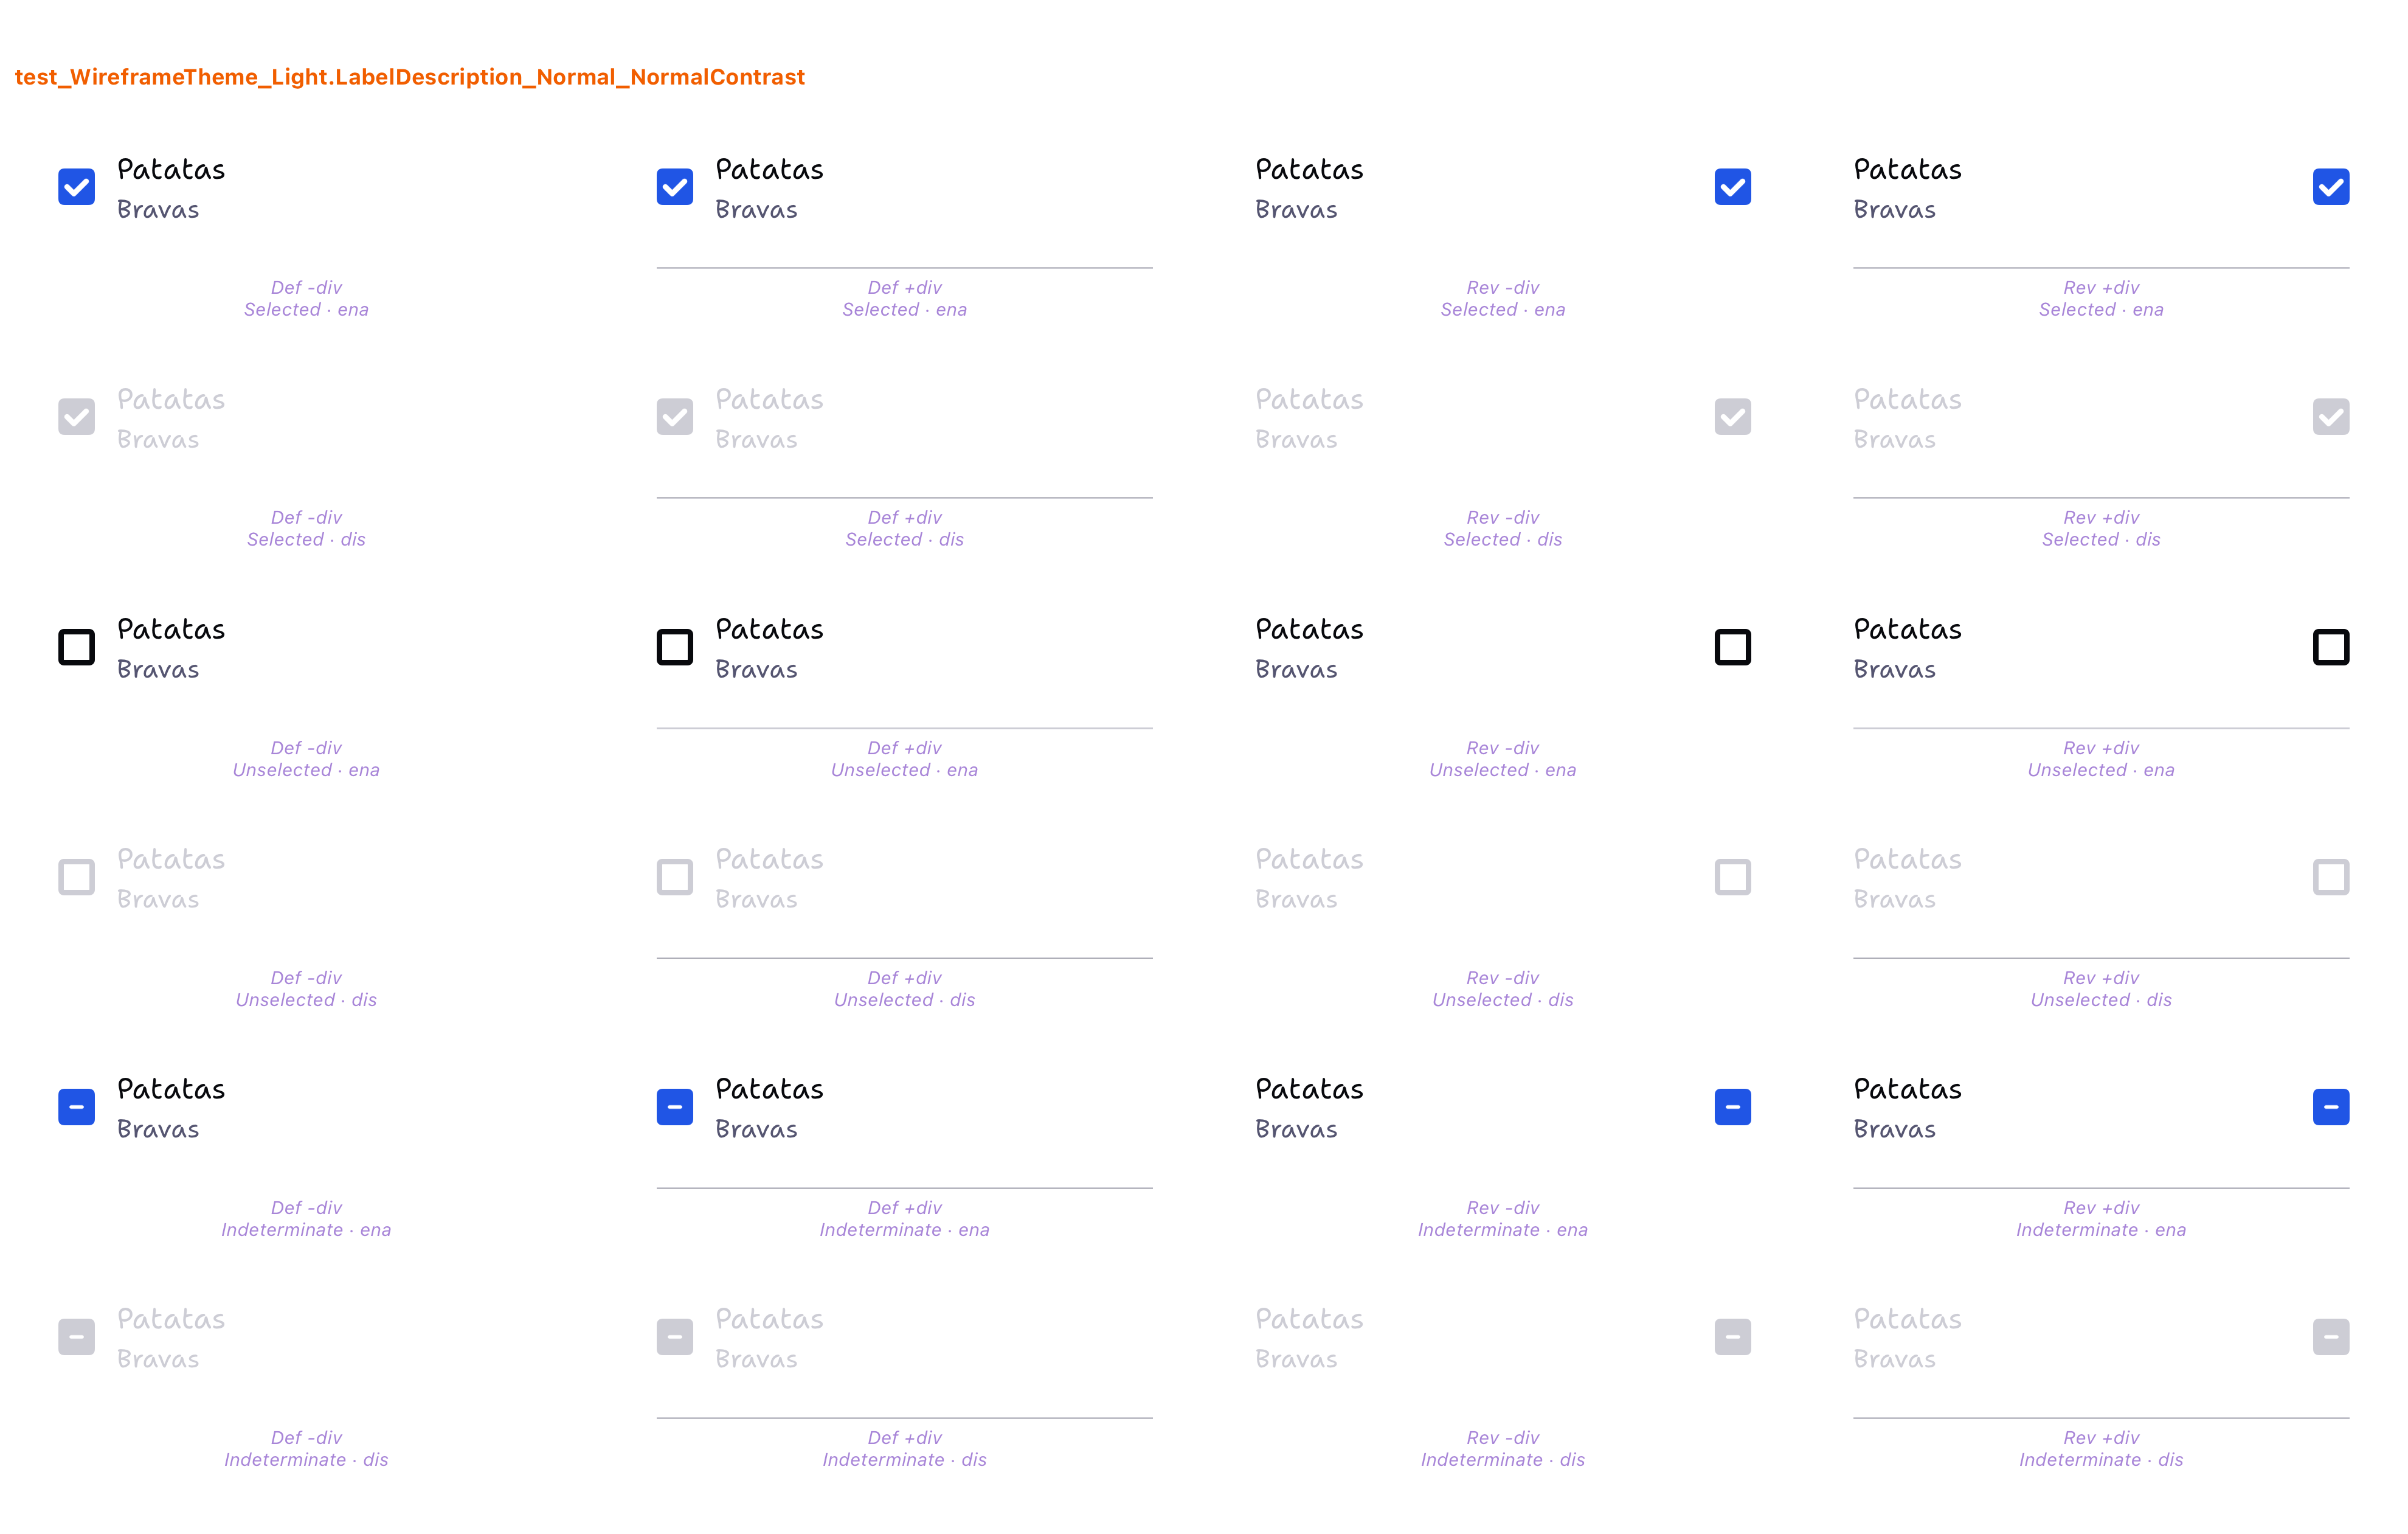 test_WireframeTheme_Light.LabelDescription_Normal_NormalContrast
Patatas
Bravas
Def -div
Selected · ena
Patatas
Bravas
Def +div
Selected · ena
Patatas
Bravas
Rev -div
Selected · ena
Patatas
Bravas
Rev +div
Selected · ena
Patatas
Bravas
Def -div
Selected · dis
Patatas
Bravas
Def +div
Selected · dis
Patatas
Bravas
Rev -div
Selected · dis
Patatas
Bravas
Rev +div
Selected · dis
Patatas
Bravas
Def -div
Unselected · ena
Patatas
Bravas
Def +div
Unselected · ena
Patatas
Bravas
Rev -div
Unselected · ena
Patatas
Bravas
Rev +div
Unselected · ena
Patatas
Bravas
Def -div
Unselected · dis
Patatas
Bravas
Def +div
Unselected · dis
Patatas
Bravas
Rev -div
Unselected · dis
Patatas
Bravas
Rev +div
Unselected · dis
Patatas
Bravas
Def -div
Indeterminate · ena
Patatas
Bravas
Def +div
Indeterminate · ena
Patatas
Bravas
Rev -div
Indeterminate · ena
Patatas
Bravas
Rev +div
Indeterminate · ena
Patatas
Bravas
Def -div
Indeterminate · dis
Patatas
Bravas
Def +div
Indeterminate · dis
Patatas
Bravas
Rev -div
Indeterminate · dis
Patatas
Bravas
Rev +div
Indeterminate · dis